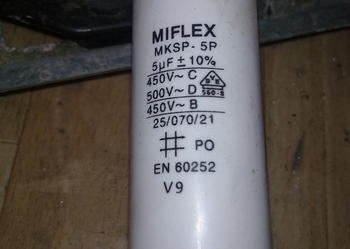 MIFLEX
MKSP-5P
5µF ± 10%
450V~ C
500V~ D
450V~ B
25/070/21
PO
EN 60252
V9